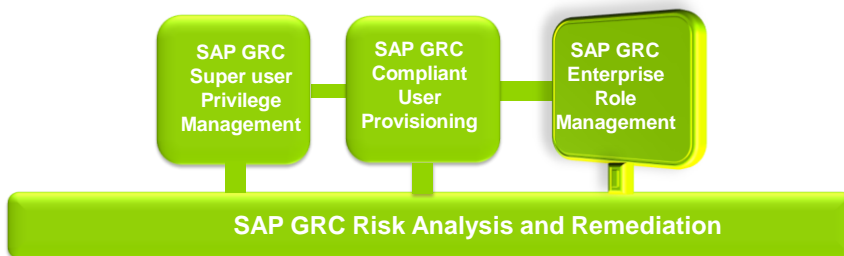 SAP GRC
Super user
Privilege
Management
SAP GRC
Compliant
User
Provisioning
SAP GRC
Enterprise
Role
Management
SAP GRC Risk Analysis and Remediation